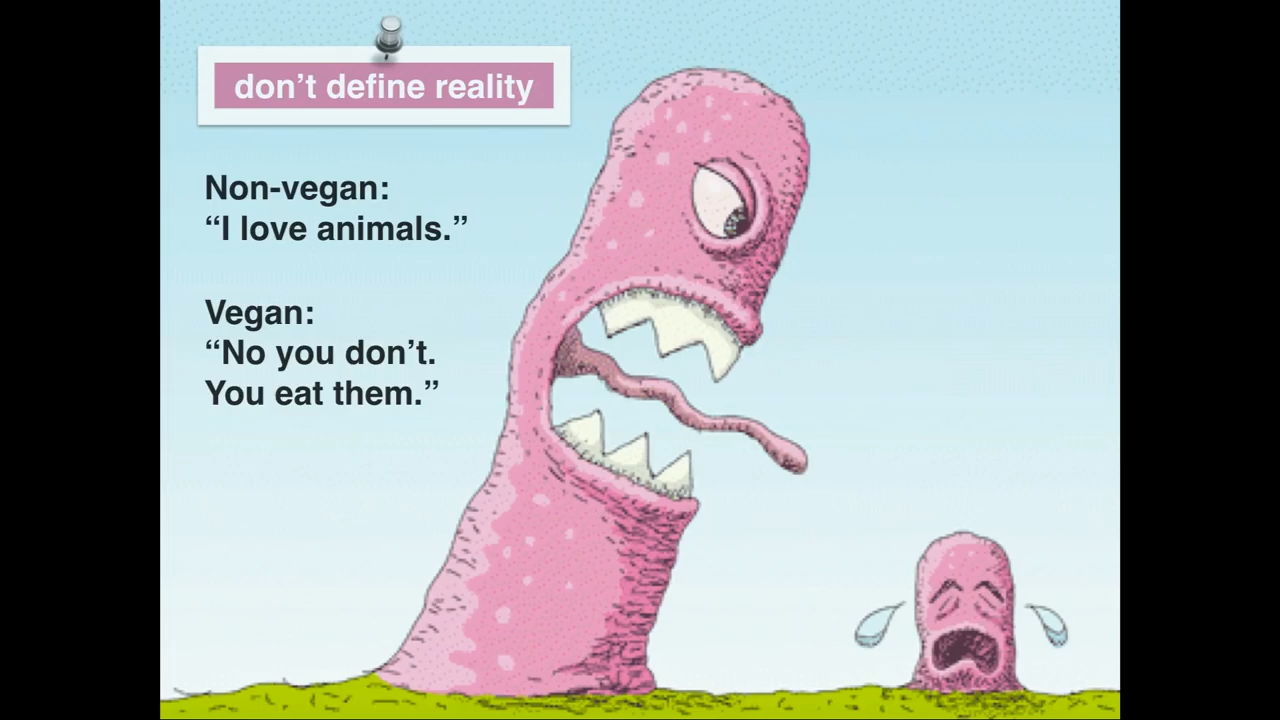 don’t define reality
Non-vegan:
“I love animals.”
Vegan:
“No you don’t.
You eat them.”